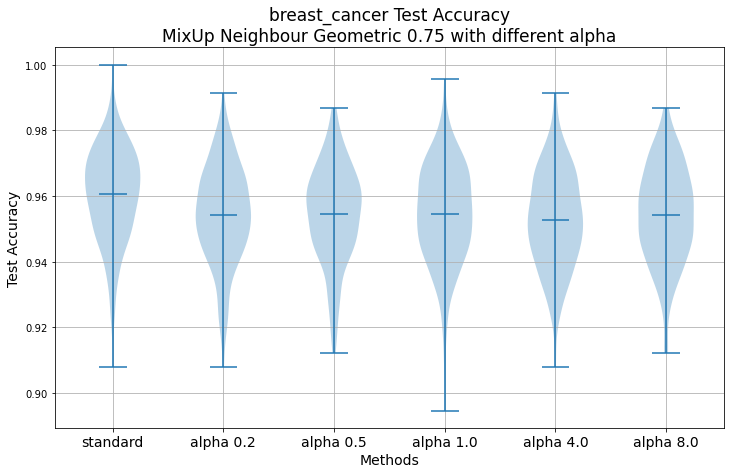 breast_cancer Test Accuracy
MixUp Neighbour Geometric 0.75 with different alpha
1.00
0.98
0.96
0.94
0.92
0.90
Test Accuracy
standard alpha 0.2 alpha 0.5 alpha 1.0 alpha 4.0 alpha 8.0
Methods